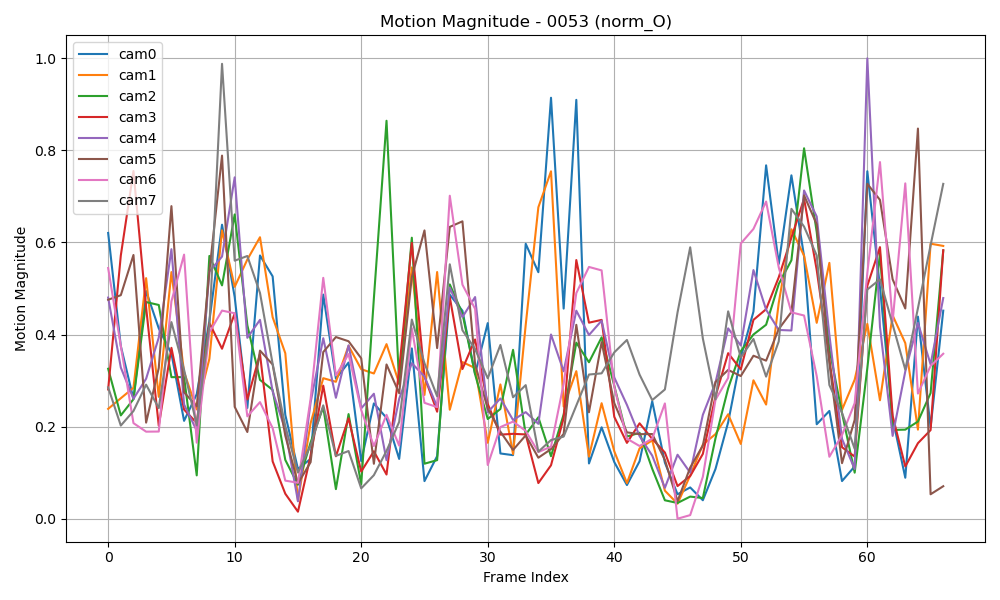 Motion Magnitude - 0053 (norm_O)
Motion Magnitude
1.0
0.8
0.6
0.4
0.2
0.0
cam0
cam1
cam2
cam3
cam4
cam5
cam6
cam7
0 10 20 30 40 50 60
Frame Index